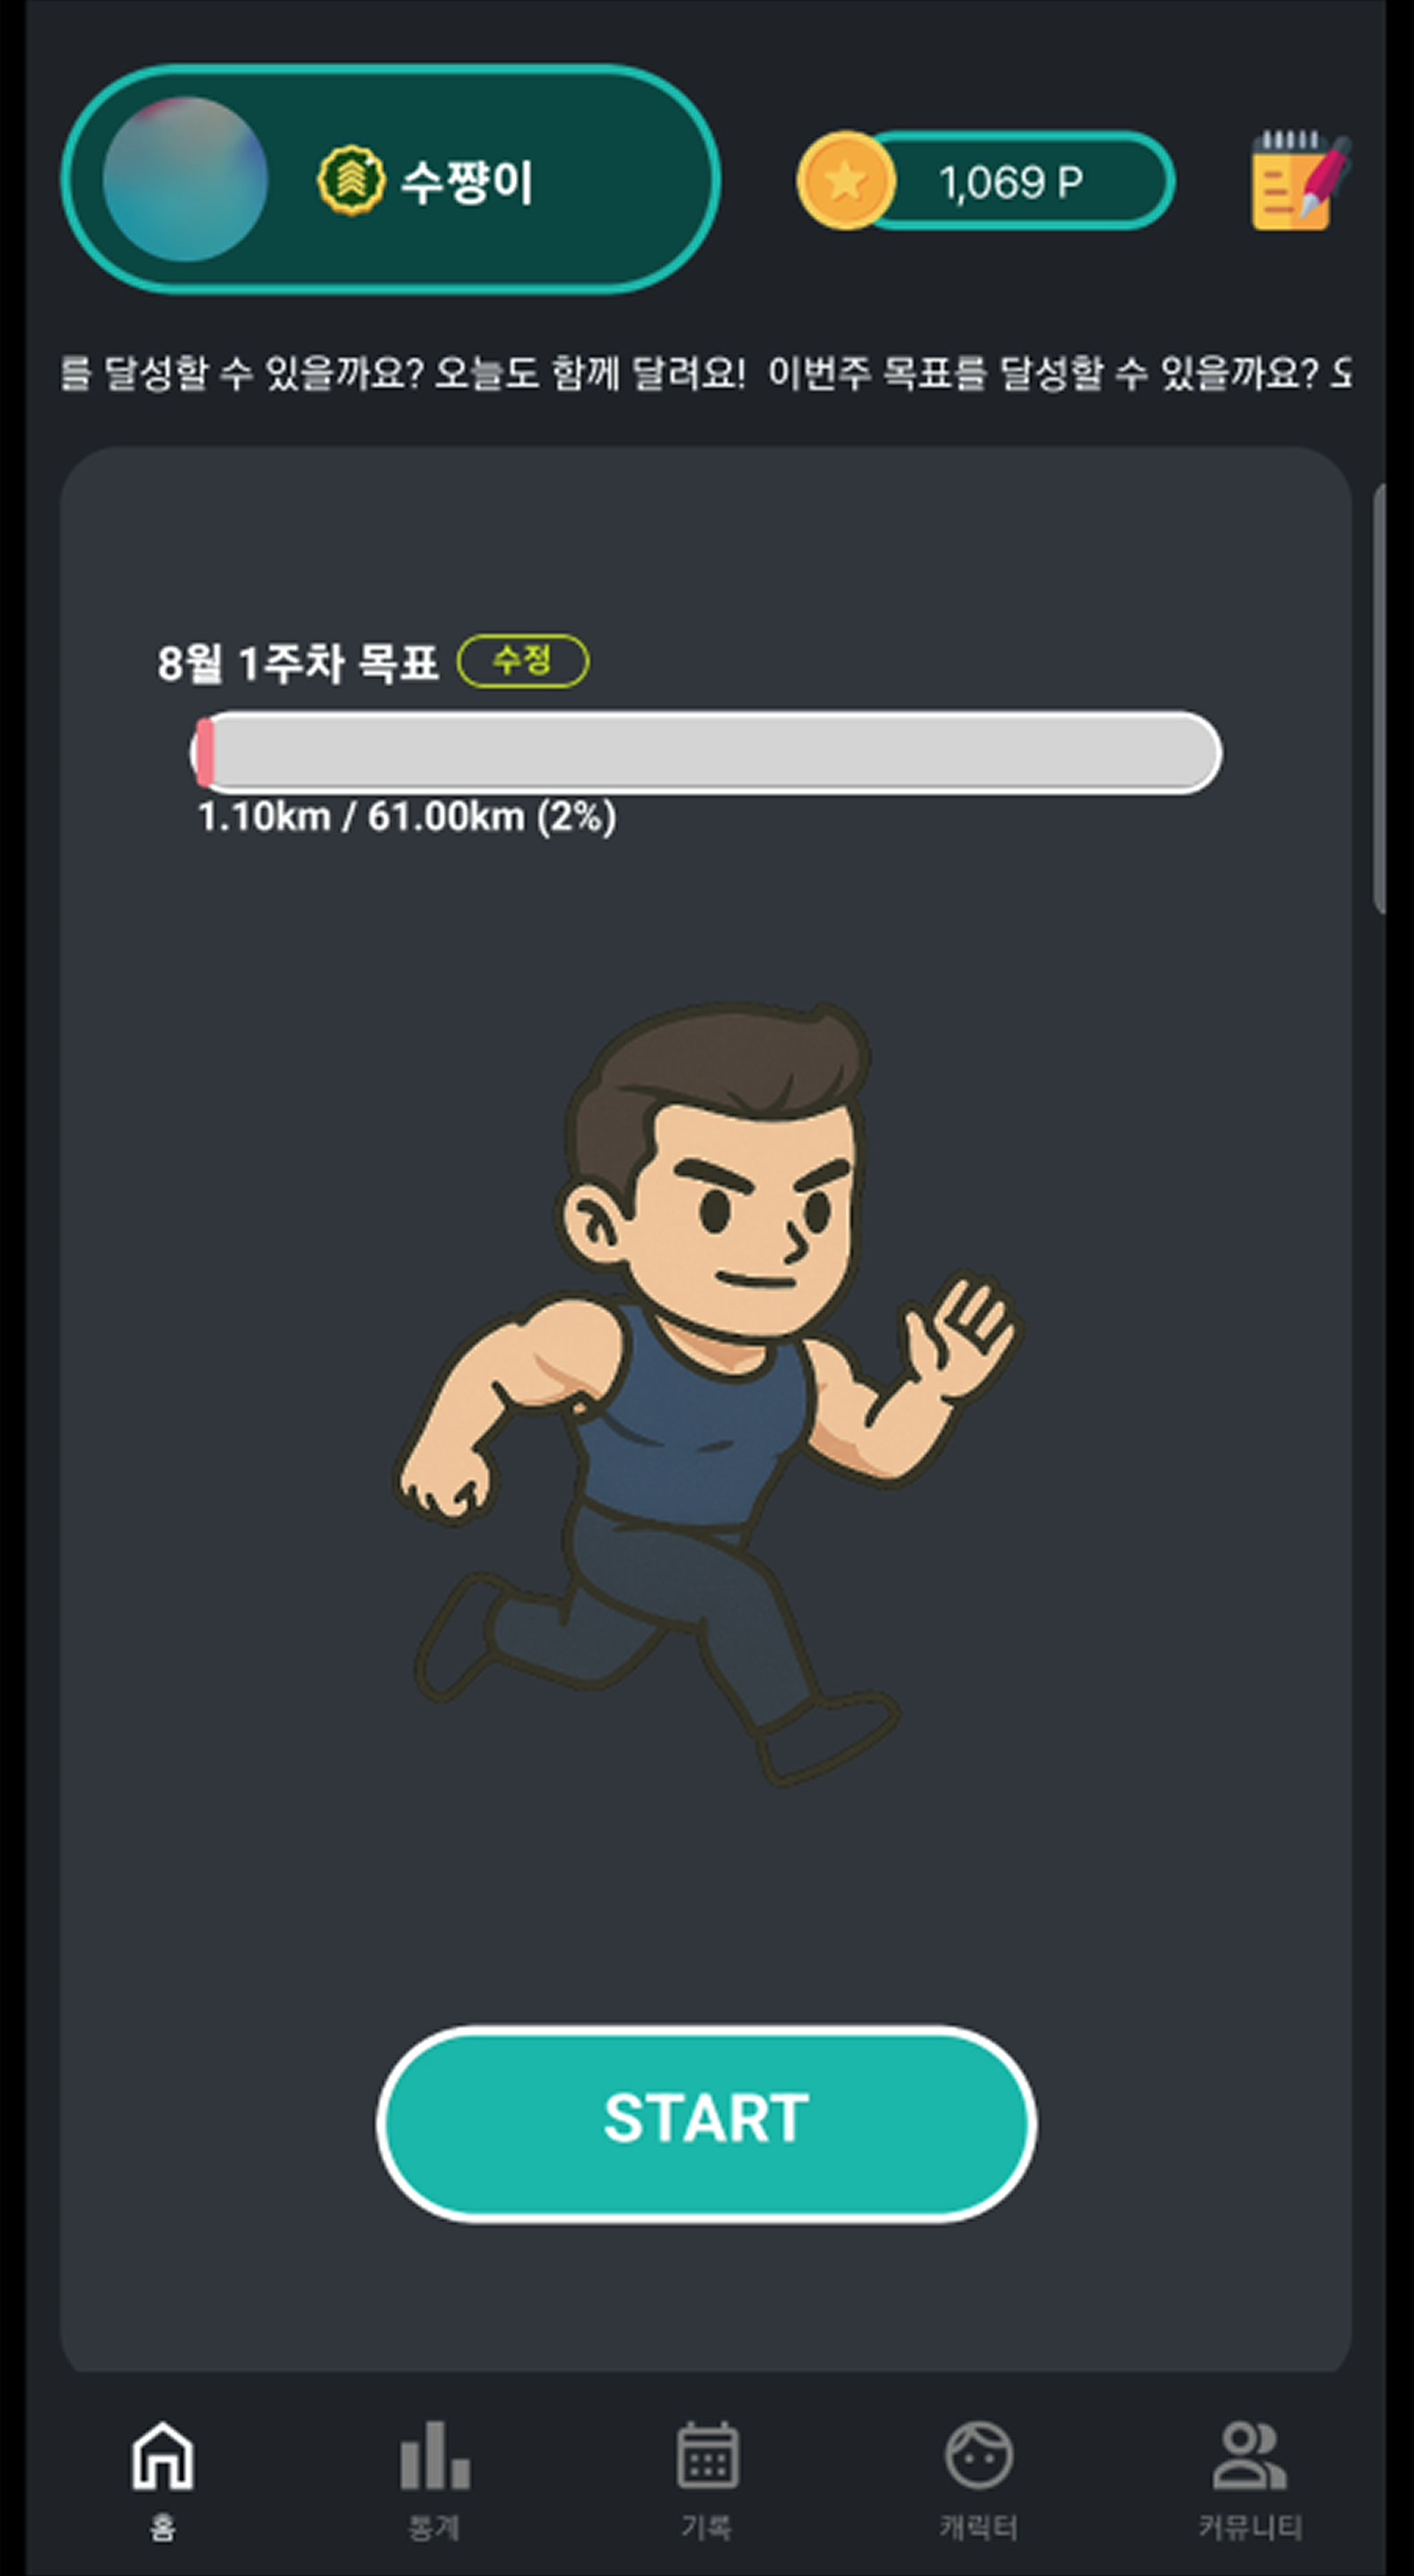 수쨩이
1,069 P
를 달성할 수 있을까요? 오늘도 함께 달려요! 이번주 목표를 달성할 수 있을까요? 오
8월 1주차 목표 수정
1.10km / 61.00km (2%)
START
홈 통계 기록 캐릭터 커뮤니티